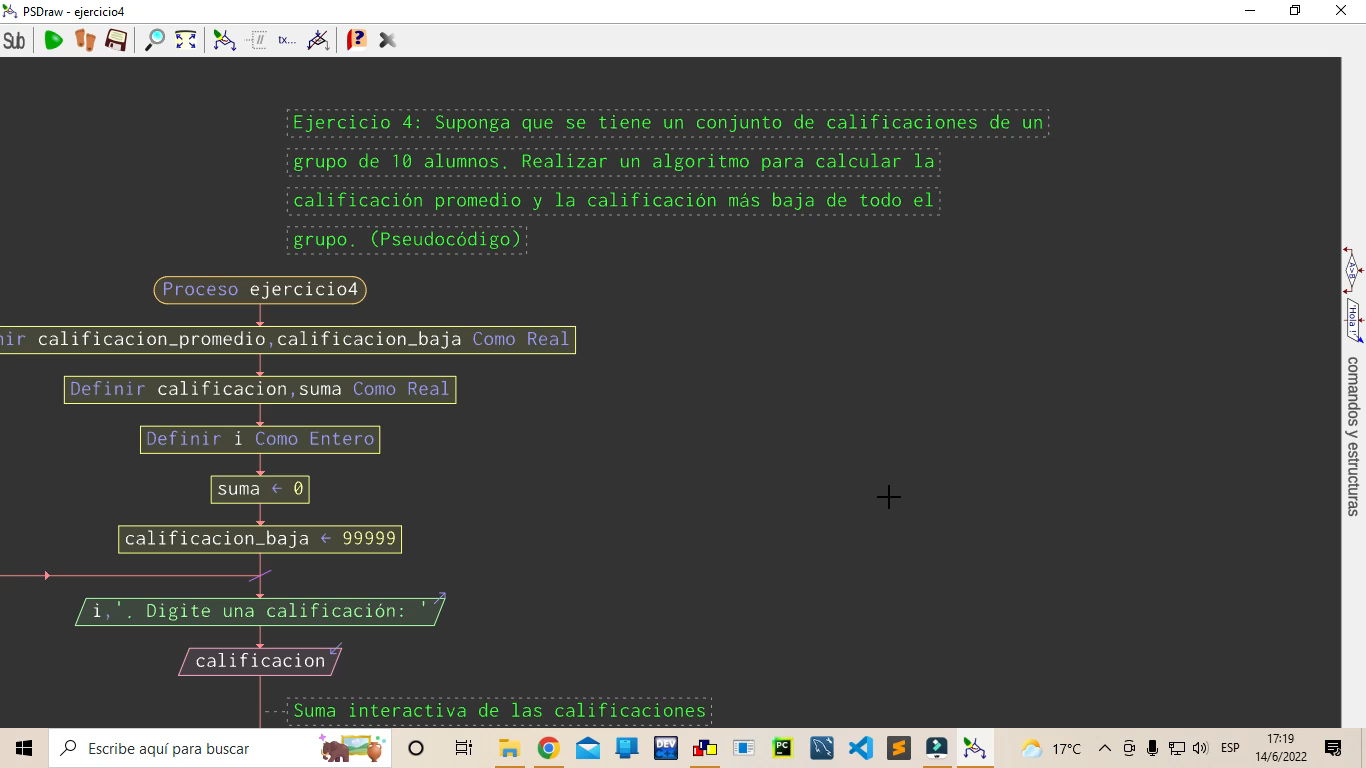 PSDraw - ejercicio4
Sub
tx...
Ejercicio 4: Suponga que se tiene un conjunto de calificaciones de un
grupo de 10 alumnos. Realizar un algoritmo para calcular la
calificación promedio y la calificación más baja de todo el
grupo. (Pseudocódigo)
Proceso ejercicio4
nir calificacion_promedio,calificacion_baja Como Real
Definir calificacion,suma Como Real
Definir i Como Entero
suma ← 0
calificacion_baja ← 99999
i,'. Digite una calificación: '
calificacion
Suma interactiva de las calificaciones
A>B
"Hola !"
comandos y estructuras
Escribe aquí para buscar
DEV
PC
17°C
ESP
17:19
14/6/2022